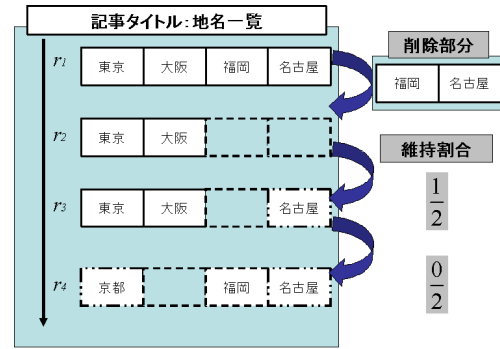 記事タイトル:地名一覧
削除部分
r1 東京 大阪 福岡 名古屋
福岡 名古屋
r2 東京 大阪
維持割合
r3 東京 大阪 名古屋
1/2
r4 京都 福岡 名古屋
0/2